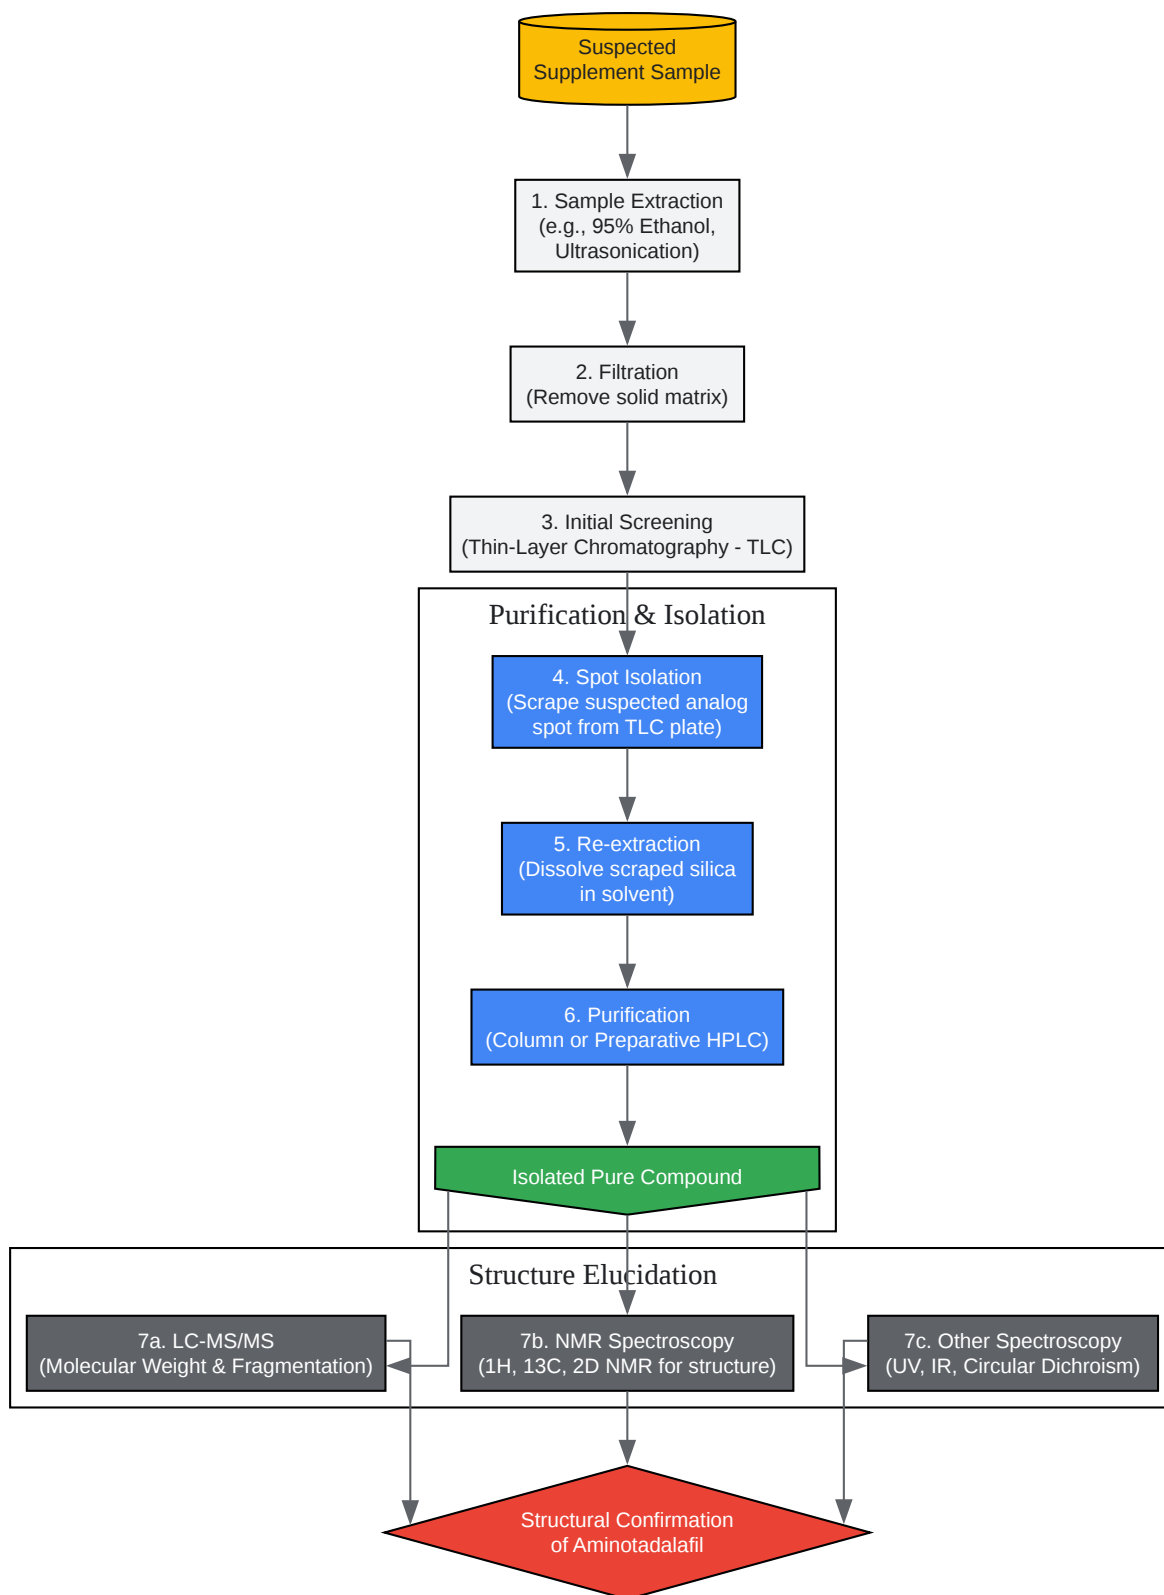 Suspected
Supplement Sample
1. Sample Extraction
(e.g., 95% Ethanol,
Ultrasonication)
2. Filtration
(Remove solid matrix)
3. Initial Screening
(Thin-Layer Chromatography - TLC)
Purification & Isolation
4. Spot Isolation
(Scrape suspected analog
spot from TLC plate)
5. Re-extraction
(Dissolve scraped silica
in solvent)
6. Purification
(Column or Preparative HPLC)
Isolated Pure Compound
Structure Elucidation
7a. LC-MS/MS
(Molecular Weight & Fragmentation)
7b. NMR Spectroscopy
(1H, 13C, 2D NMR for structure)
7c. Other Spectroscopy
(UV, IR, Circular Dichroism)
Structural Confirmation
of Aminotadalafil